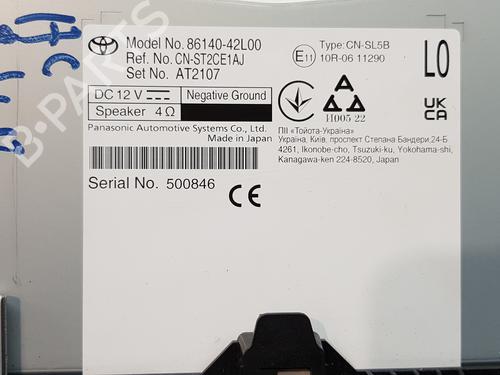 Model No. 86140-42L00
Ref. No. CN-ST2CE1AJ
Set No. AT2107
DC 12 V
Negative Ground
Speaker 4 Ω
Panasonic Automotive Systems Co., Ltd.
Made in Japan
Serial No. 500846
CE
E11
Type: CN-SL5B
10R-06 11290
LO
И005 22
UK
CA
ПІІ «Тойота-Україна»
Україна, Київ, проспект Степана Бандери,24-Б
4261, Ikonobe-cho, Tsuzuki-ku, Yokohama-shi,
Kanagawa-ken 224-8520, Japan
B-PARTS